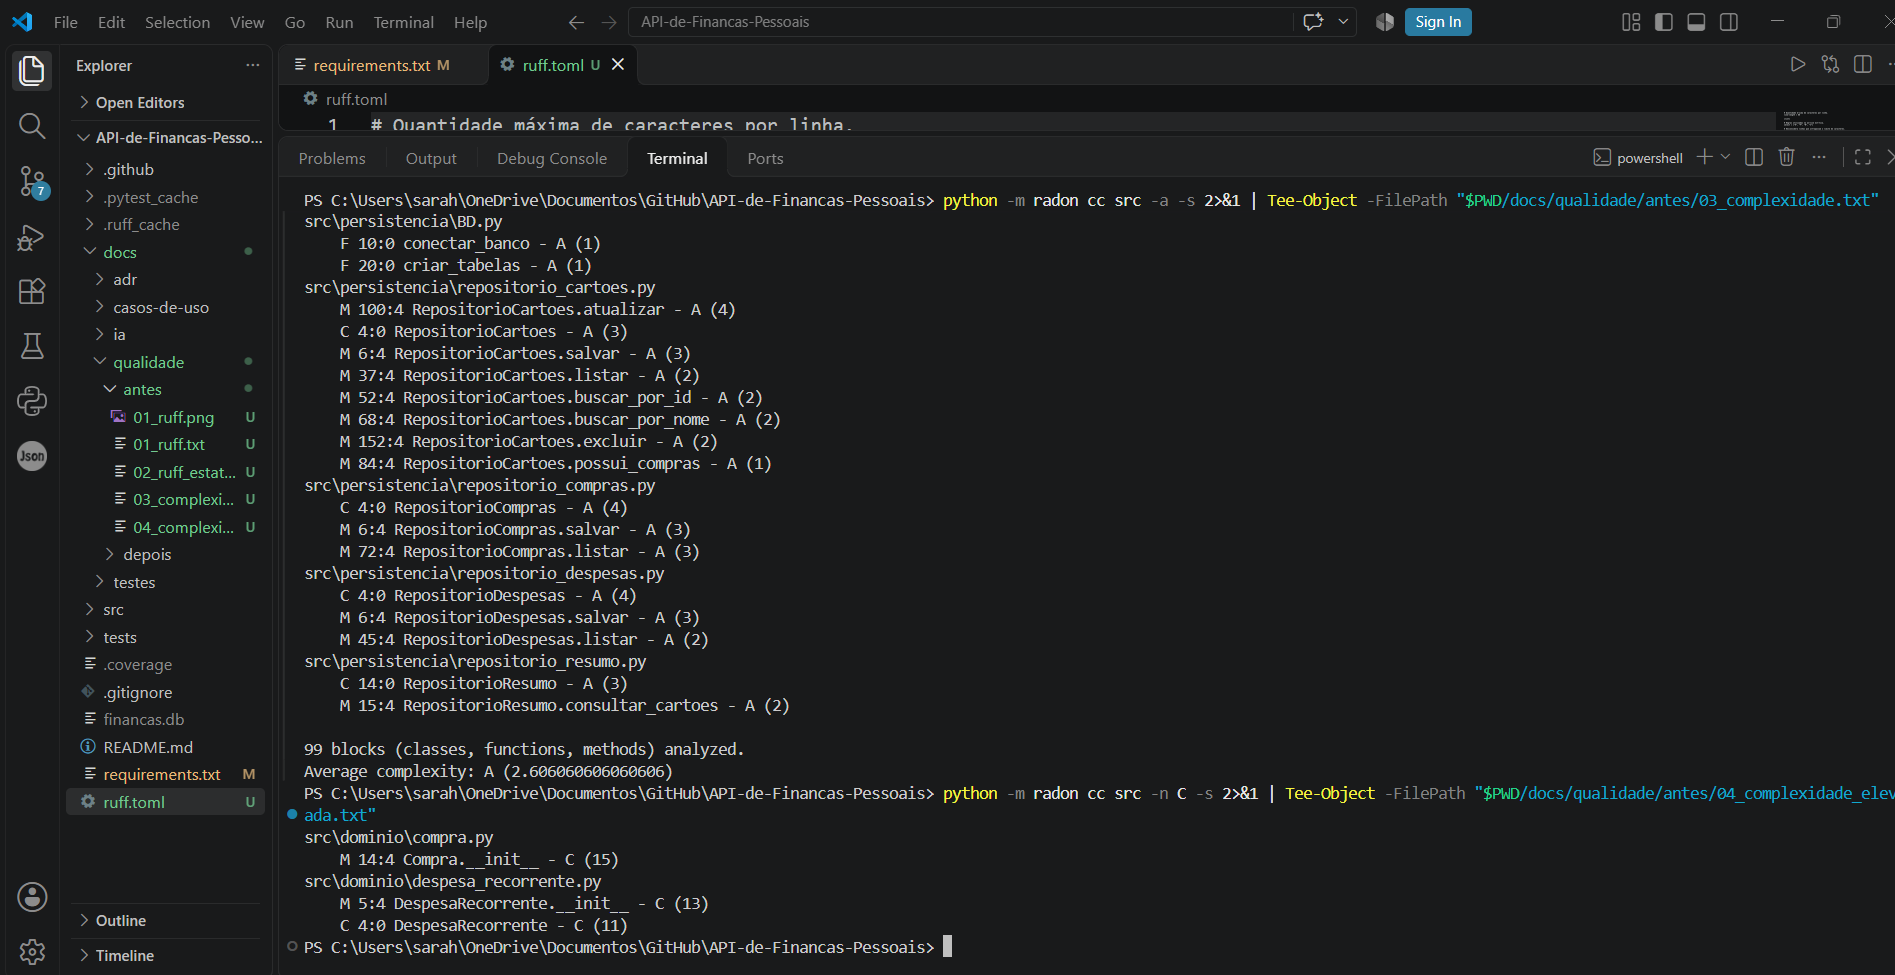 File Edit Selection View Go Run Terminal Help
API-de-Financas-Pessoais
Sign In
Explorer
Open Editors
API-de-Financas-Pesso...
.github
.pytest_cache
.ruff_cache
docs
adr
casos-de-uso
ia
qualidade
antes
01_ruff.png U
01_ruff.txt U
02_ruff_estat... U
03_complexi... U
04_complexi... U
depois
testes
src
tests
.coverage
.gitignore
financas.db
README.md
requirements.txt M
ruff.toml U
Outline
Timeline
7
Json
requirements.txt M
ruff.toml U
ruff.toml
1 # Quantidade máxima de caracteres por linha.
Problems Output Debug Console Terminal Ports
powershell
PS C:\Users\sarah\OneDrive\Documentos\GitHub\API-de-Financas-Pessoais> python -m radon cc src -a -s 2>&1 | Tee-Object -FilePath "$PWD/docs/qualidade/antes/03_complexidade.txt"
src\persistencia\BD.py
F 10:0 conectar_banco - A (1)
F 20:0 criar_tabelas - A (1)
src\persistencia\repositorio_cartoes.py
M 100:4 RepositorioCartoes.atualizar - A (4)
C 4:0 RepositorioCartoes - A (3)
M 6:4 RepositorioCartoes.salvar - A (3)
M 37:4 RepositorioCartoes.listar - A (2)
M 52:4 RepositorioCartoes.buscar_por_id - A (2)
M 68:4 RepositorioCartoes.buscar_por_nome - A (2)
M 152:4 RepositorioCartoes.excluir - A (2)
M 84:4 RepositorioCartoes.possui_compras - A (1)
src\persistencia\repositorio_compras.py
C 4:0 RepositorioCompras - A (4)
M 6:4 RepositorioCompras.salvar - A (3)
M 72:4 RepositorioCompras.listar - A (3)
src\persistencia\repositorio_despesas.py
C 4:0 RepositorioDespesas - A (4)
M 6:4 RepositorioDespesas.salvar - A (3)
M 45:4 RepositorioDespesas.listar - A (2)
src\persistencia\repositorio_resumo.py
C 14:0 RepositorioResumo - A (3)
M 15:4 RepositorioResumo.consultar_cartoes - A (2)
99 blocks (classes, functions, methods) analyzed.
Average complexity: A (2.606060606060606)
PS C:\Users\sarah\OneDrive\Documentos\GitHub\API-de-Financas-Pessoais> python -m radon cc src -n C -s 2>&1 | Tee-Object -FilePath "$PWD/docs/qualidade/antes/04_complexidade_elev
ada.txt"
src\dominio\compra.py
M 14:4 Compra.__init__ - C (15)
src\dominio\despesa_recorrente.py
M 5:4 DespesaRecorrente.__init__ - C (13)
C 4:0 DespesaRecorrente - C (11)
PS C:\Users\sarah\OneDrive\Documentos\GitHub\API-de-Financas-Pessoais>